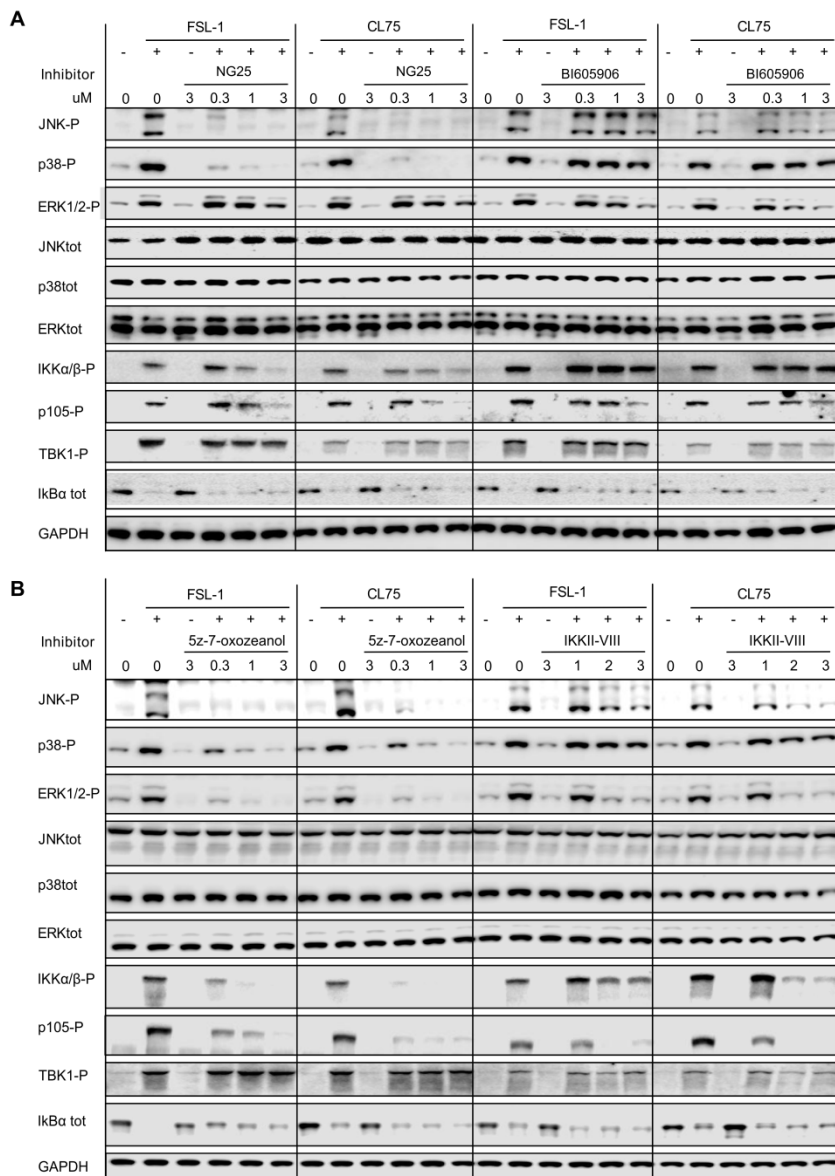 A
FSL-1 CL75 FSL-1 CL75
- + - + + + - + - + + + - + - + + + - + - + + +
Inhibitor NG25 NG25 BI605906 BI605906
uM 0 0 3 0.3 1 3 0 0 3 0.3 1 3 0 0 3 0.3 1 3 0 0 3 0.3 1 3
JNK-P
p38-P
ERK1/2-P
JNKtot
p38tot
ERKtot
IKKα/β-P
p105-P
TBK1-P
IkBα tot
GAPDH
B
FSL-1 CL75 FSL-1 CL75
- + - + + + - + - + + + - + - + + + - + - + + +
Inhibitor 5z-7-oxozeanol 5z-7-oxozeanol IKKII-VIII IKKII-VIII
uM 0 0 3 0.3 1 3 0 0 3 0.3 1 3 0 0 3 1 2 3 0 0 3 1 2 3
JNK-P
p38-P
ERK1/2-P
JNKtot
p38tot
ERKtot
IKKα/β-P
p105-P
TBK1-P
IkBα tot
GAPDH